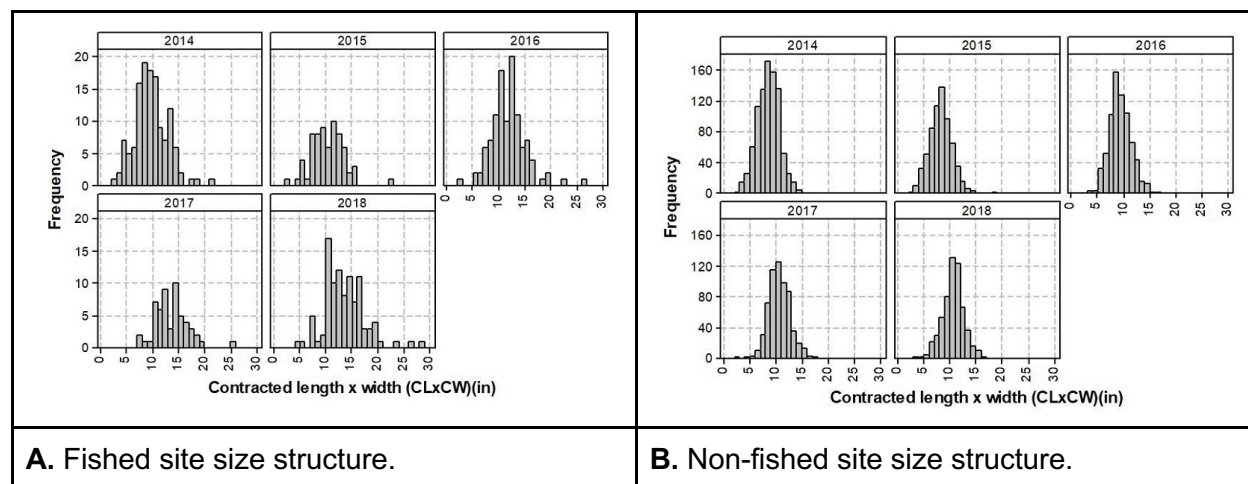 2014 2015 2016
20
15
10
5
0
2017 2018
0 5 10 15 20 25 30
20
15
10
5
0
0 5 10 15 20 25 30 0 5 10 15 20 25 30
Frequency
Contracted length x width (CLxCW)(in)
A. Fished site size structure.
2014 2015 2016
160
120
80
40
0
2017 2018
0 5 10 15 20 25 30
160
120
80
40
0
0 5 10 15 20 25 30 0 5 10 15 20 25 30
Frequency
Contracted length x width (CLxCW)(in)
B. Non-fished site size structure.